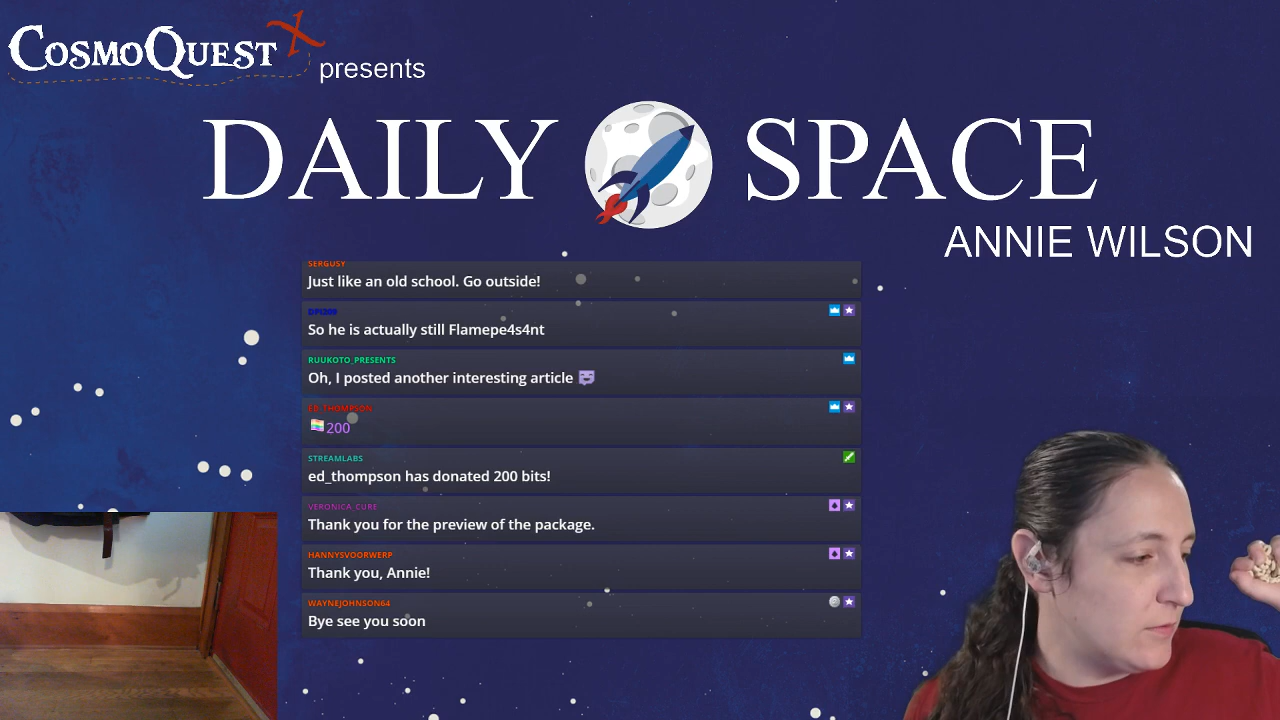 CosmoQuest X
presents
DAILY SPACE
ANNIE WILSON
SERGUSY
Just like an old school. Go outside!
DPI209
So he is actually still Flamepe4s4nt
RUUKOTO_PRESENTS
Oh, I posted another interesting article
ED_THOMPSON
200
STREAMLABS
ed_thompson has donated 200 bits!
VERONICA_CURE
Thank you for the preview of the package.
HANNYSVOORWERP
Thank you, Annie!
WAYNEJOHNSON64
Bye see you soon